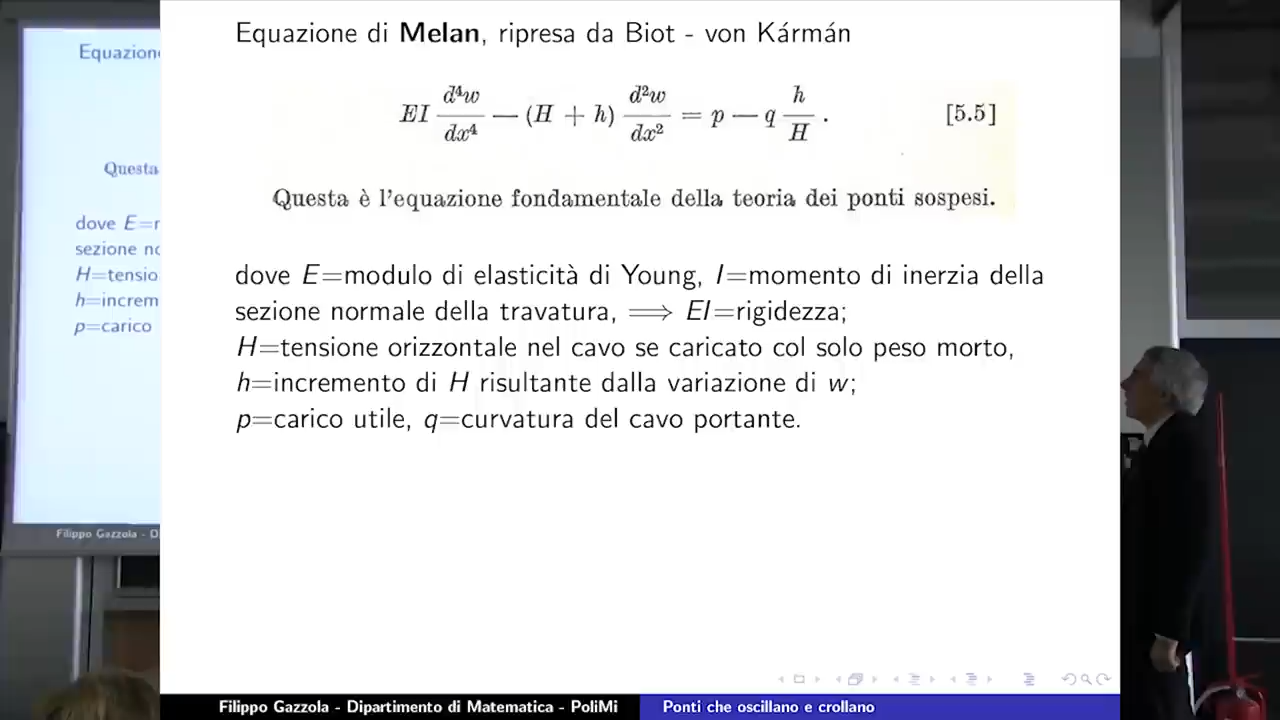 Equazione di Melan, ripresa da Biot - von Kármán
EI d⁴w/dx⁴ — (H + h) d²w/dx² = p — q h/H . [5.5]
Questa è l'equazione fondamentale della teoria dei ponti sospesi.
dove E=modulo di elasticità di Young, I=momento di inerzia della
sezione normale della travatura, ⟹ EI=rigidezza;
H=tensione orizzontale nel cavo se caricato col solo peso morto,
h=incremento di H risultante dalla variazione di w;
p=carico utile, q=curvatura del cavo portante.
Filippo Gazzola - Dipartimento di Matematica - PoliMi
Ponti che oscillano e crollano
Equazion
Questa
dove E=
sezione no
H=tensio
h=increm
p=carico
Filippo Gazzola - D